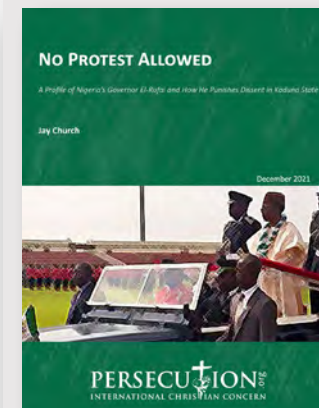 NO PROTEST ALLOWED
A Profile of Nigeria's Governor El-Rufai and How He Punishes Dissent in Kaduna State
Jay Church
December 2021
PERSECUTION.org
INTERNATIONAL CHRISTIAN CONCERN